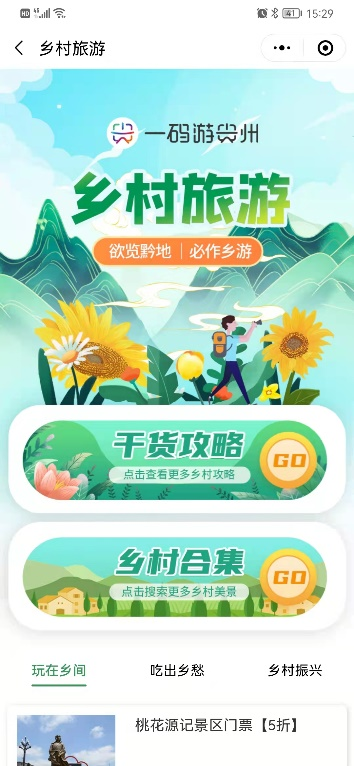 HD 4G 15:29
乡村旅游
一码游贵州
乡村旅游
欲览黔地 | 必作乡游
干货攻略
点击查看更多乡村攻略
GO
乡村合集
点击搜索更多乡村美景
GO
玩在乡间 吃出乡愁 乡村振兴
桃花源记景区门票【5折】